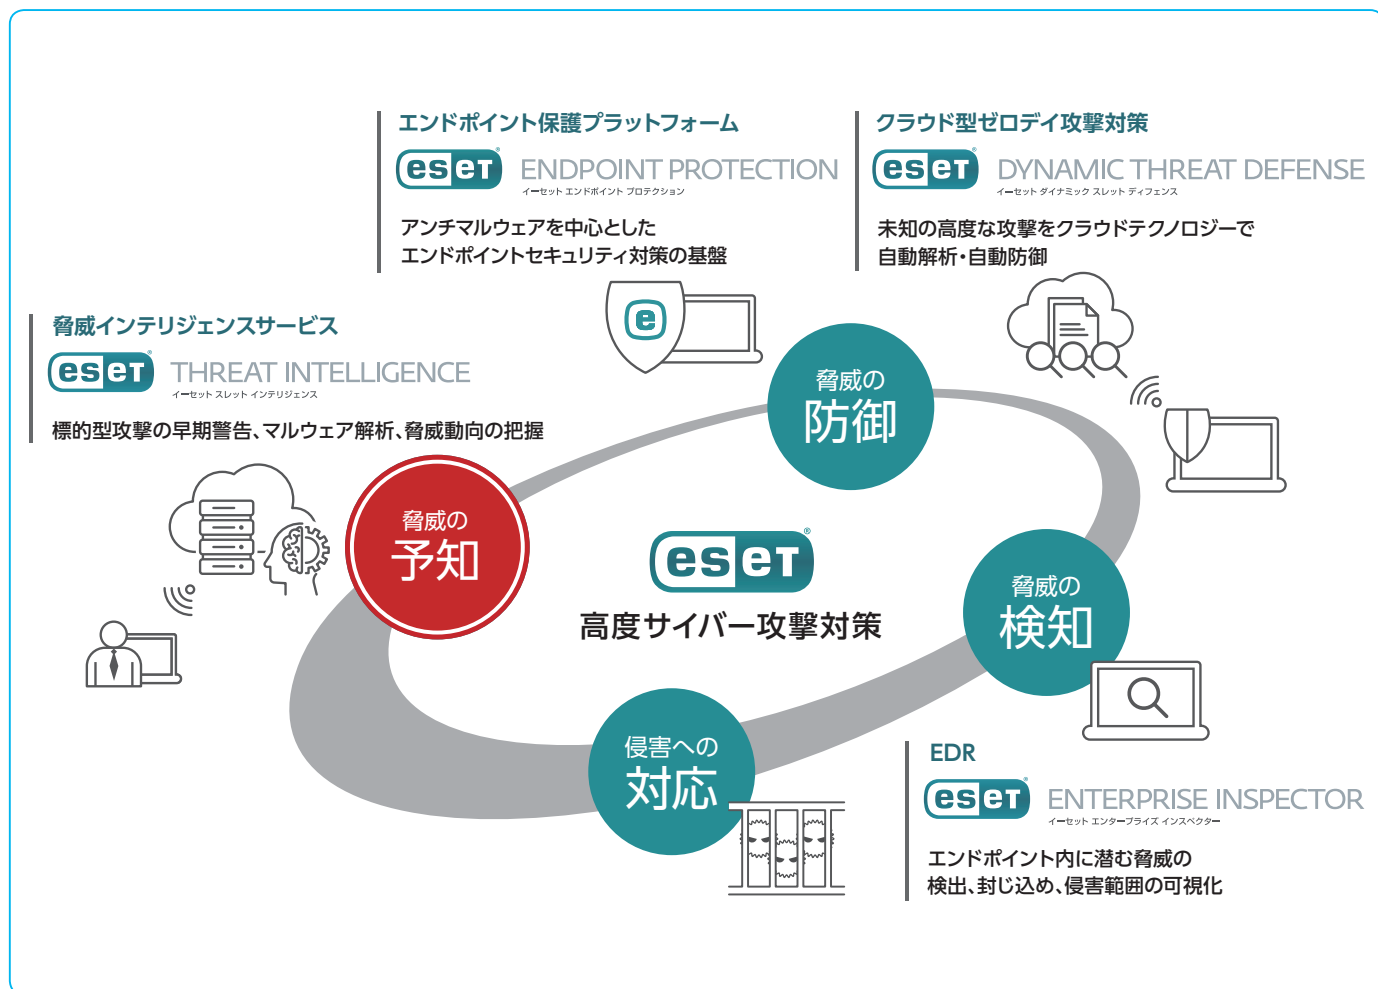 エンドポイント保護プラットフォーム
eset® ENDPOINT PROTECTION
イーセット エンドポイント プロテクション
アンチマルウェアを中心とした
エンドポイントセキュリティ対策の基盤
クラウド型ゼロデイ攻撃対策
eset® DYNAMIC THREAT DEFENSE
イーセット ダイナミック スレット ディフェンス
未知の高度な攻撃をクラウドテクノロジーで
自動解析・自動防御
脅威インテリジェンスサービス
eset® THREAT INTELLIGENCE
イーセット スレット インテリジェンス
標的型攻撃の早期警告、マルウェア解析、脅威動向の把握
e
脅威の
防御
脅威の
予知
eset®
高度サイバー攻撃対策
脅威の
検知
侵害への
対応
EDR
eset® ENTERPRISE INSPECTOR
イーセット エンタープライズ インスペクター
エンドポイント内に潜む脅威の
検出、封じ込め、侵害範囲の可視化